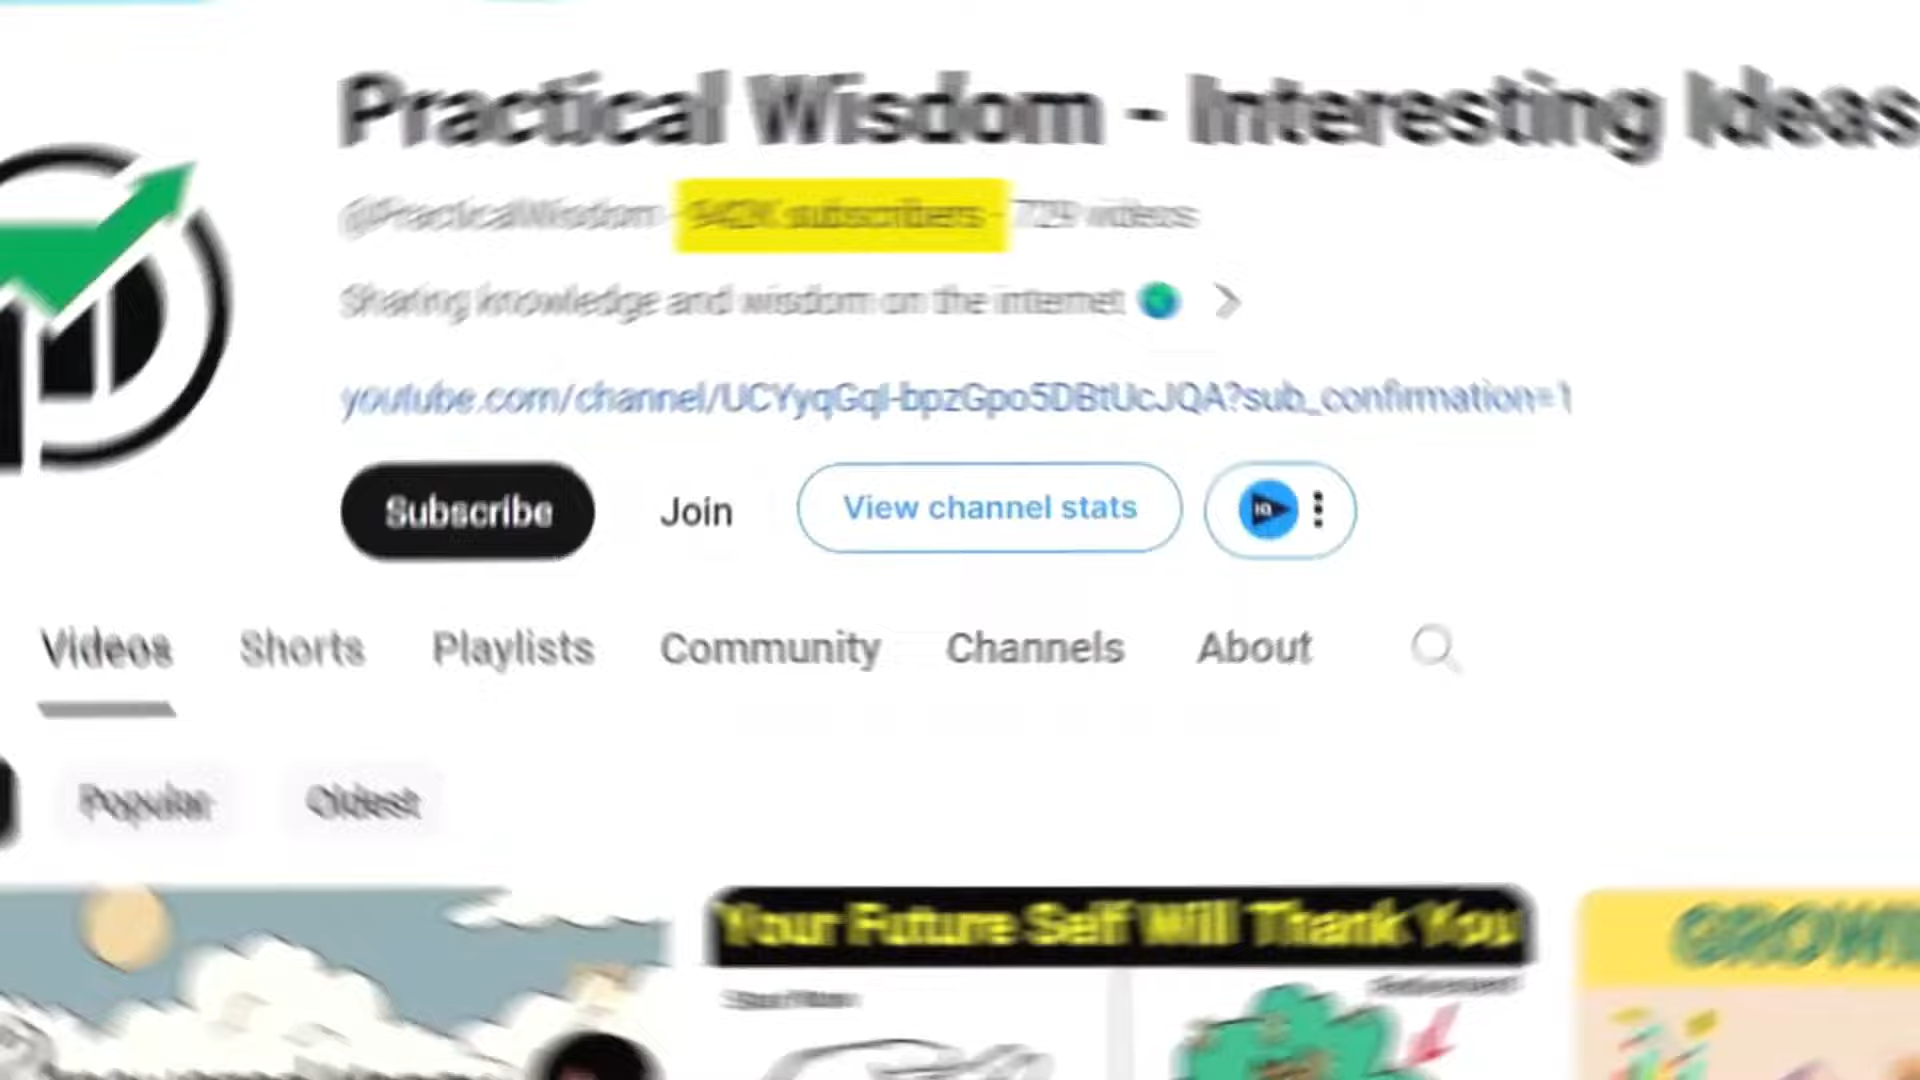 Practical Wisdom - Interesting Ideas
@PracticalWisdom · 942K subscribers · 729 videos
Sharing knowledge and wisdom on the internet
youtube.com/channel/UCYyqGqI-bpzGpo5DBtUcJQA?sub_confirmation=1
Subscribe Join View channel stats
Videos Shorts Playlists Community Channels About
Popular Oldest
Your Future Self Will Thank You